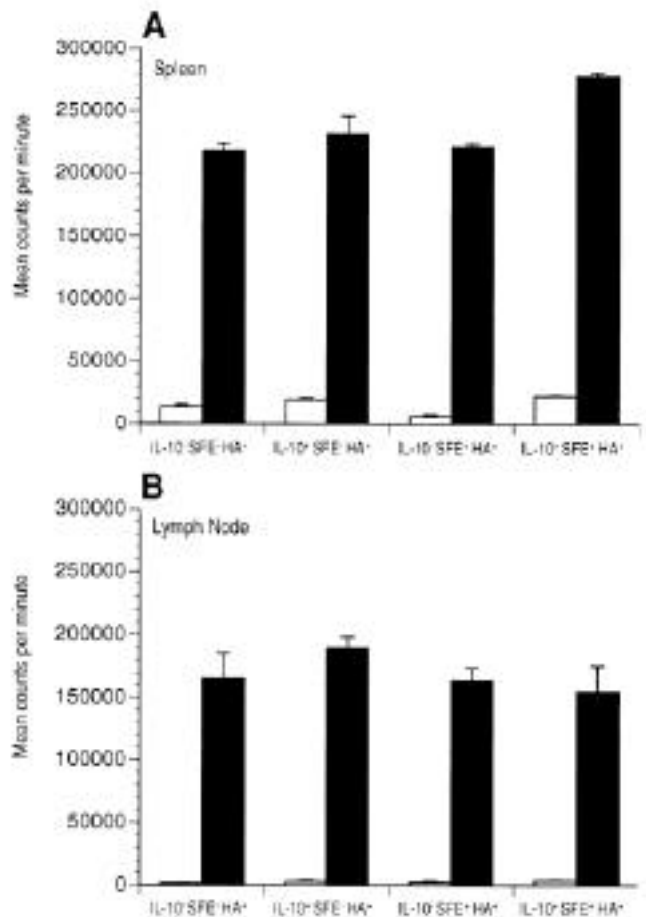 A
300000
Spleen
250000
200000
150000
100000
50000
0
Mean counts per minute
IL-10⁻ SFE⁻ HA⁺ IL-10⁺ SFE⁻ HA⁺ IL-10⁻ SFE⁺ HA⁺ IL-10⁺ SFE⁺ HA⁺
B
300000
Lymph Node
250000
200000
150000
100000
50000
0
Mean counts per minute
IL-10⁻ SFE⁻ HA⁺ IL-10⁺ SFE⁻ HA⁺ IL-10⁻ SFE⁺ HA⁺ IL-10⁺ SFE⁺ HA⁺